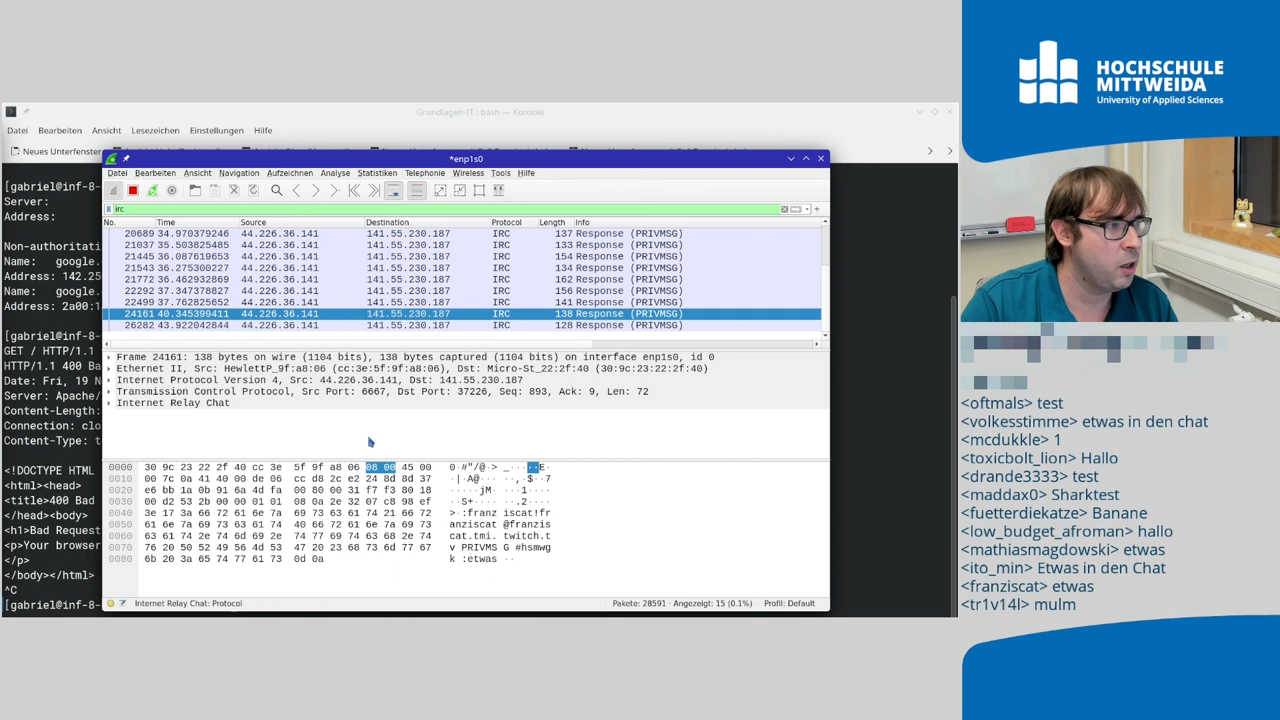 HOCHSCHULE
MITTWEIDA
University of Applied Sciences
Grundlagen-IT : bash — Konsole
Datei Bearbeiten Ansicht Lesezeichen Einstellungen Hilfe
Neues Unterfenster
*enp1s0
Datei Bearbeiten Ansicht Navigation Aufzeichnen Analyse Statistiken Telephonie Wireless Tools Hilfe
irc
No. Time Source Destination Protocol Length Info
20689 34.970379246 44.226.36.141 141.55.230.187 IRC 137 Response (PRIVMSG)
21037 35.503825485 44.226.36.141 141.55.230.187 IRC 133 Response (PRIVMSG)
21445 36.087619653 44.226.36.141 141.55.230.187 IRC 154 Response (PRIVMSG)
21543 36.275300227 44.226.36.141 141.55.230.187 IRC 134 Response (PRIVMSG)
21772 36.462932869 44.226.36.141 141.55.230.187 IRC 162 Response (PRIVMSG)
22292 37.347378827 44.226.36.141 141.55.230.187 IRC 156 Response (PRIVMSG)
22499 37.762825652 44.226.36.141 141.55.230.187 IRC 141 Response (PRIVMSG)
24161 40.345399411 44.226.36.141 141.55.230.187 IRC 138 Response (PRIVMSG)
26282 43.922042844 44.226.36.141 141.55.230.187 IRC 128 Response (PRIVMSG)
Frame 24161: 138 bytes on wire (1104 bits), 138 bytes captured (1104 bits) on interface enp1s0, id 0
Ethernet II, Src: HewlettP_9f:a8:06 (cc:3e:5f:9f:a8:06), Dst: Micro-St_22:2f:40 (30:9c:23:22:2f:40)
Internet Protocol Version 4, Src: 44.226.36.141, Dst: 141.55.230.187
Transmission Control Protocol, Src Port: 6667, Dst Port: 37226, Seq: 893, Ack: 9, Len: 72
Internet Relay Chat
0000 30 9c 23 22 2f 40 cc 3e 5f 9f a8 06 08 00 45 00 0·#"/@·> _·····E·
0010 00 7c 0a 41 40 00 de 06 cc d8 2c e2 24 8d 8d 37 ·|·A@··· ··,·$··7
0020 e6 bb 1a 0b 91 6a 4d fa 00 00 31 f7 f3 80 18
0030 00 d2 53 2b 00 00 01 01 08 0a 2e 32 07 c8 98 ef ··S+···· ··.2····
0040 3e 17 3a 66 72 61 6e 7a 69 73 63 61 74 21 66 72 >·:franz iscat!fr
0050 61 6e 7a 69 73 63 61 74 40 66 72 61 6e 7a 69 73 anziscat @franzis
0060 63 61 74 2e 74 6d 69 2e 74 77 69 74 63 68 2e 74 cat.tmi. twitch.t
0070 76 20 50 52 49 56 4d 53 47 20 23 68 73 6d 77 67 v PRIVMS G #hsmwg
0080 6b 20 3a 65 74 77 61 73 0d 0a k :etwas ··
Internet Relay Chat: Protocol Pakete: 28591 · Angezeigt: 15 (0.1%) Profil: Default
[gabriel@inf-8-
Server:
Address:
Non-authoritati
Name: google.
Address: 142.25
Name: google.
Address: 2a00:1
[gabriel@inf-8-
GET / HTTP/1.1
HTTP/1.1 400 Ba
Date: Fri, 19 N
Server: Apache/
Content-Length:
Connection: clo
Content-Type: t
<!DOCTYPE HTML
<html><head>
<title>400 Bad
</head><body>
<h1>Bad Request
<p>Your browser
</p>
</body></html>
^C
[gabriel@inf-8-
<oftmals> test
<volkesstimme> etwas in den chat
<mcdukkle> 1
<toxicbolt_lion> Hallo
<drande3333> test
<maddax0> Sharktest
<fuetterdiekatze> Banane
<low_budget_afroman> hallo
<mathiasmagdowski> etwas
<ito_min> Etwas in den Chat
<franziscat> etwas
<tr1v14l> mulm